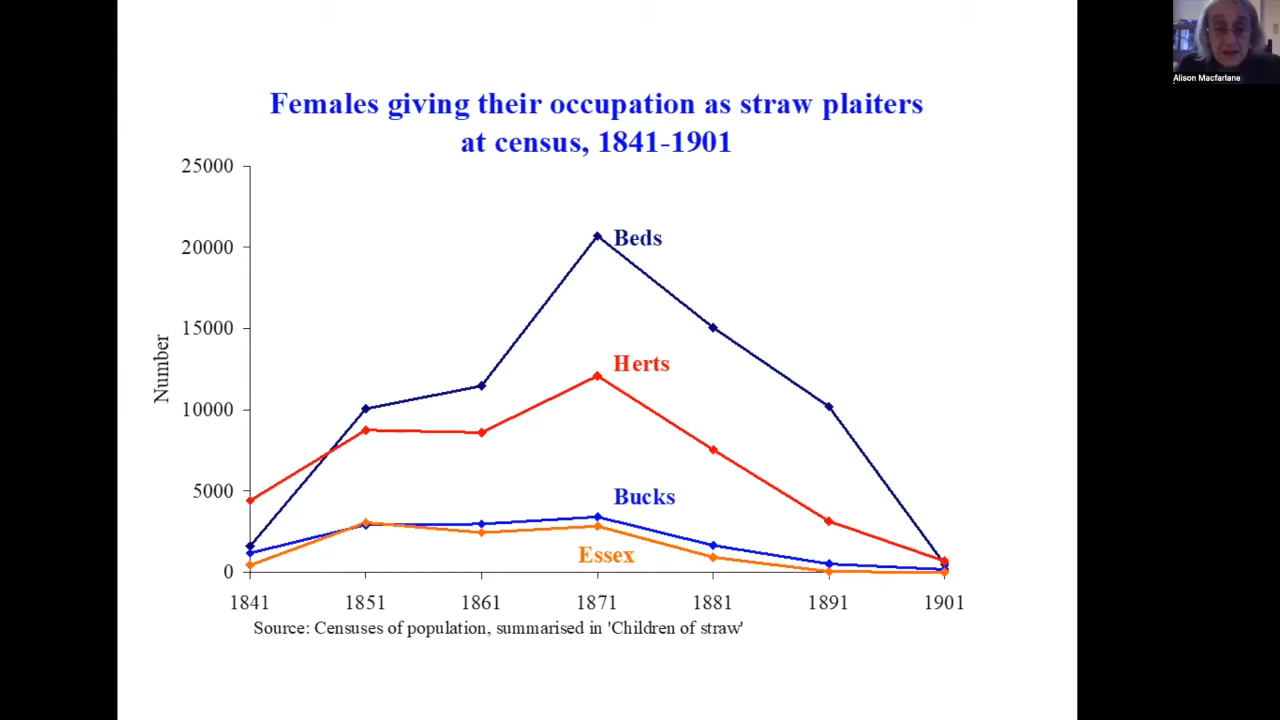 Alison Macfarlane
Females giving their occupation as straw plaiters
at census, 1841-1901
25000
20000
15000
10000
5000
0
Number
Beds
Herts
Bucks
Essex
1841 1851 1861 1871 1881 1891 1901
Source: Censuses of population, summarised in 'Children of straw'